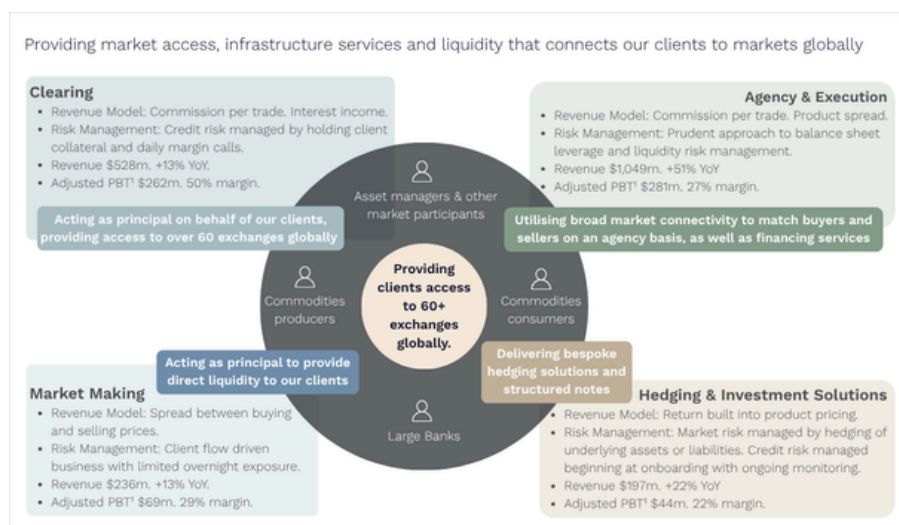 Providing market access, infrastructure services and liquidity that connects our clients to markets globally
Clearing
• Revenue Model: Commission per trade. Interest income.
• Risk Management: Credit risk managed by holding client
collateral and daily margin calls.
• Revenue $528m. +13% YoY.
• Adjusted PBT¹ $262m. 50% margin.
Acting as principal on behalf of our clients,
providing access to over 60 exchanges globally
Agency & Execution
• Revenue Model: Commission per trade. Product spread.
• Risk Management: Prudent approach to balance sheet
leverage and liquidity risk management.
• Revenue $1,049m. +51% YoY
• Adjusted PBT¹ $281m. 27% margin.
Utilising broad market connectivity to match buyers and
sellers on an agency basis, as well as financing services
Asset managers & other
market participants
Commodities
producers
Providing
clients access
to 60+
exchanges
globally.
Commodities
consumers
Large Banks
Acting as principal to provide
direct liquidity to our clients
Market Making
• Revenue Model: Spread between buying
and selling prices.
• Risk Management: Client flow driven
business with limited overnight exposure.
• Revenue $236m. +13% YoY.
• Adjusted PBT¹ $69m. 29% margin.
Delivering bespoke
hedging solutions and
structured notes
Hedging & Investment Solutions
• Revenue Model: Return built into product pricing.
• Risk Management: Market risk managed by hedging of
underlying assets or liabilities. Credit risk managed
beginning at onboarding with ongoing monitoring.
• Revenue $197m. +22% YoY
• Adjusted PBT¹ $44m. 22% margin.